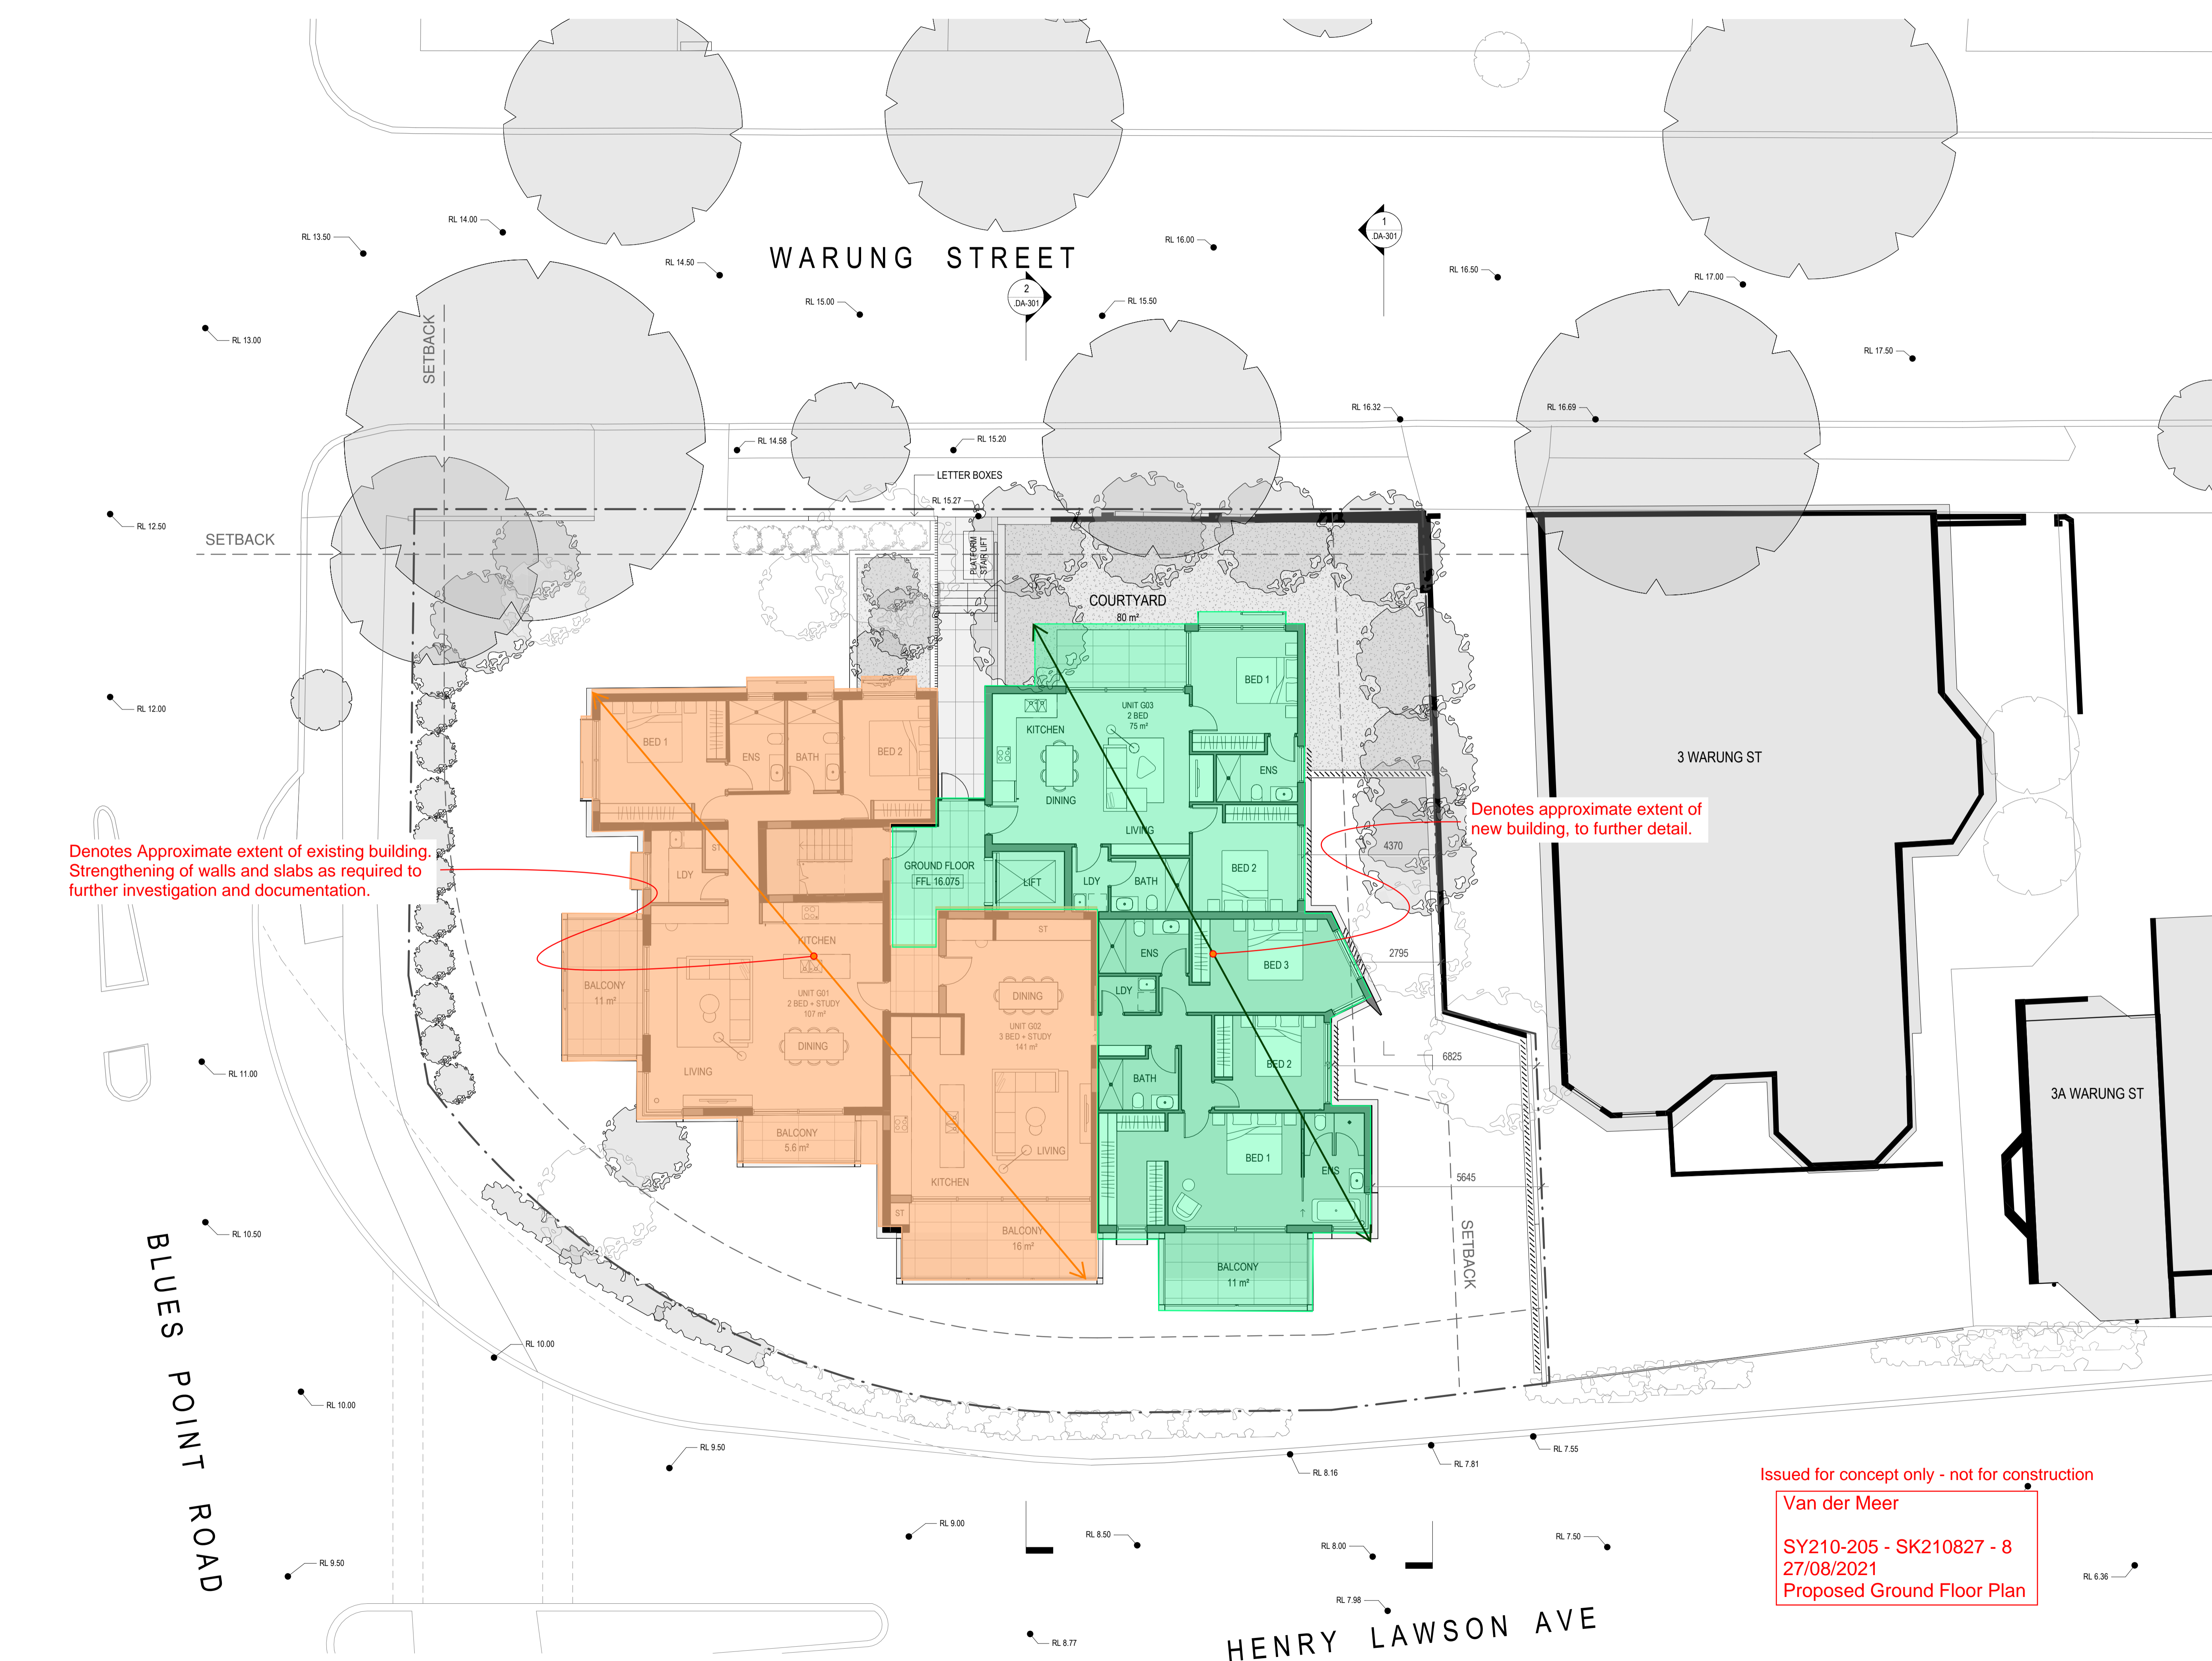 RL 14.00
RL 13.50
RL 14.50
WARUNG STREET
RL 16.00
1
.DA-301
RL 16.50
RL 17.00
2
.DA-301
RL 15.00
RL 15.50
RL 13.00
SETBACK
RL 17.50
RL 16.32
RL 16.69
RL 14.58
RL 15.20
LETTER BOXES
RL 15.27
RL 12.50
SETBACK
PLATFORM
STAIR LIFT
COURTYARD
80 m²
RL 12.00
BED 1
ENS
BATH
BED 2
KITCHEN
UNIT G03
2 BED
75 m²
BED 1
ENS
DINING
LIVING
3 WARUNG ST
Denotes approximate extent of
new building, to further detail.
Denotes Approximate extent of existing building.
Strengthening of walls and slabs as required to
further investigation and documentation.
ST
LDY
GROUND FLOOR
FFL 16.075
LIFT
LDY
BATH
BED 2
4370
KITCHEN
ST
ENS
BED 3
2795
BALCONY
11 m²
UNIT G01
2 BED + STUDY
107 m²
DINING
LDY
UNIT G02
3 BED + STUDY
141 m²
DINING
LIVING
BATH
BED 2
6825
RL 11.00
3A WARUNG ST
BALCONY
5.6 m²
LIVING
KITCHEN
BED 1
ENS
5645
ST
BALCONY
16 m²
BALCONY
11 m²
SETBACK
RL 10.50
BLUES POINT ROAD
RL 10.00
RL 10.00
RL 9.50
RL 8.16
RL 7.81
RL 7.55
Issued for concept only - not for construction
Van der Meer
SY210-205 - SK210827 - 8
27/08/2021
Proposed Ground Floor Plan
RL 9.00
RL 8.50
RL 8.00
RL 7.50
RL 9.50
RL 6.36
RL 7.98
RL 8.77
HENRY LAWSON AVE